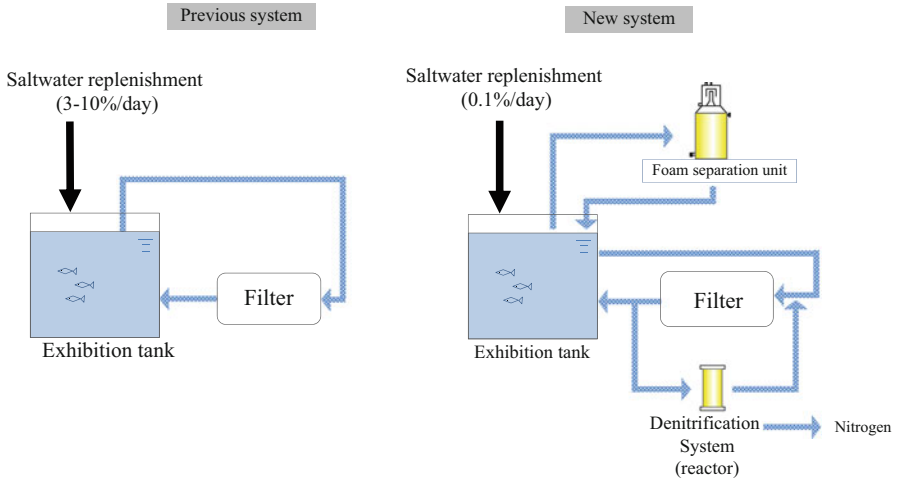 Previous system
Saltwater replenishment
(3-10%/day)
Filter
Exhibition tank
New system
Saltwater replenishment
(0.1%/day)
Foam separation unit
Filter
Exhibition tank
Denitrification
System
(reactor)
Nitrogen